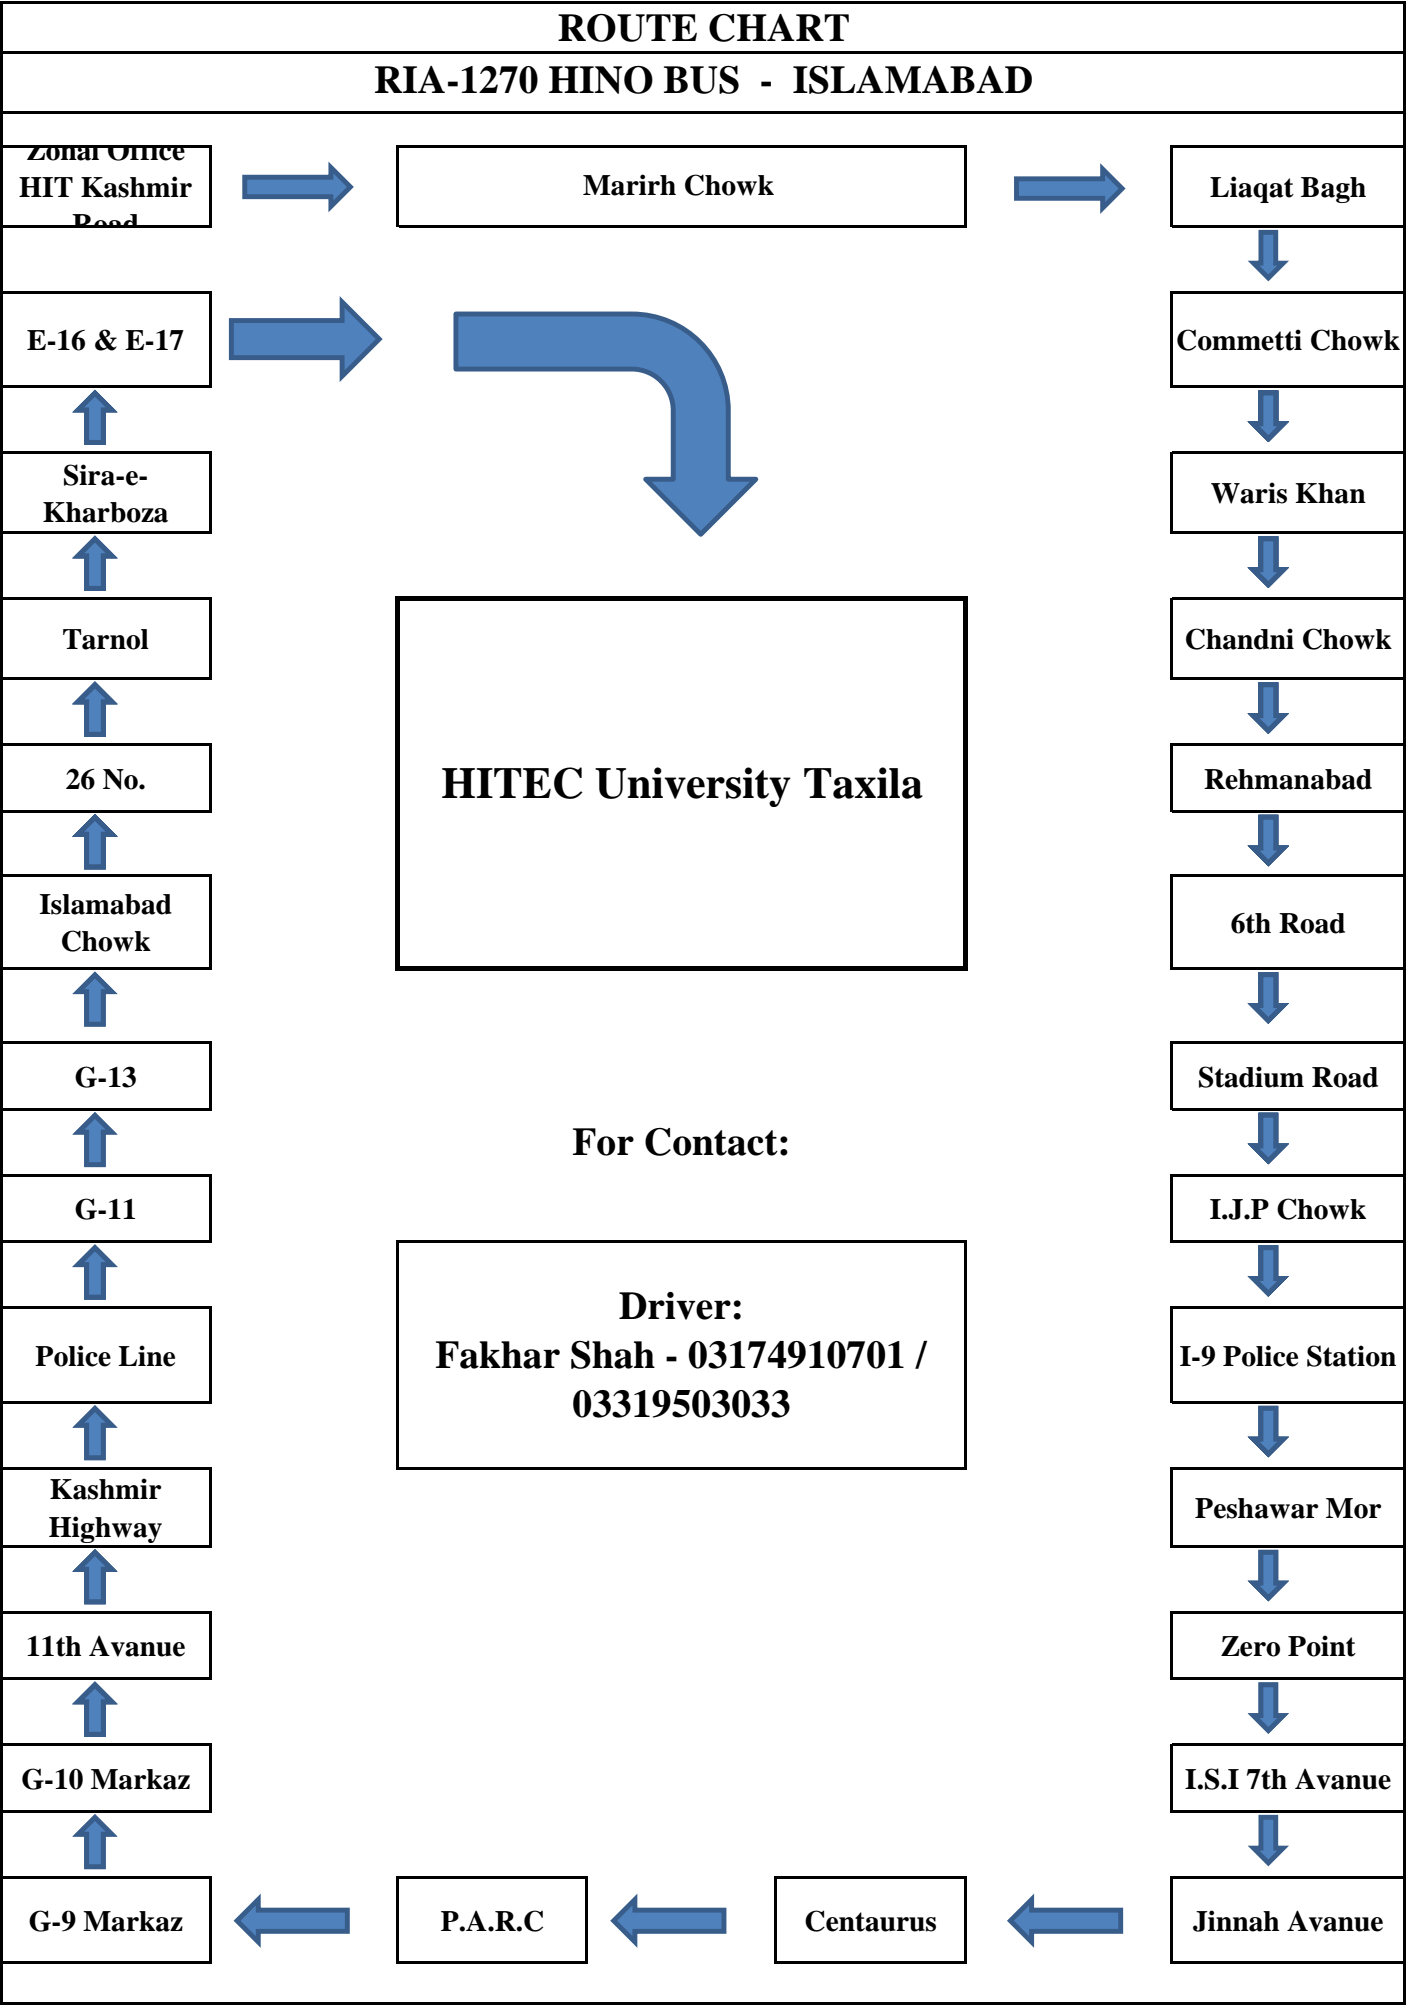 ROUTE CHART
RIA-1270 HINO BUS - ISLAMABAD
Zonal Office
HIT Kashmir
Road
Marirh Chowk
Liaqat Bagh
Commetti Chowk
Waris Khan
Chandni Chowk
Rehmanabad
6th Road
Stadium Road
I.J.P Chowk
I-9 Police Station
Peshawar Mor
Zero Point
I.S.I 7th Avanue
Jinnah Avanue
Centaurus
P.A.R.C
G-9 Markaz
G-10 Markaz
11th Avanue
Kashmir
Highway
Police Line
G-11
G-13
Islamabad
Chowk
26 No.
Tarnol
Sira-e-
Kharboza
E-16 & E-17
HITEC University Taxila
For Contact:
Driver:
Fakhar Shah - 03174910701 /
03319503033